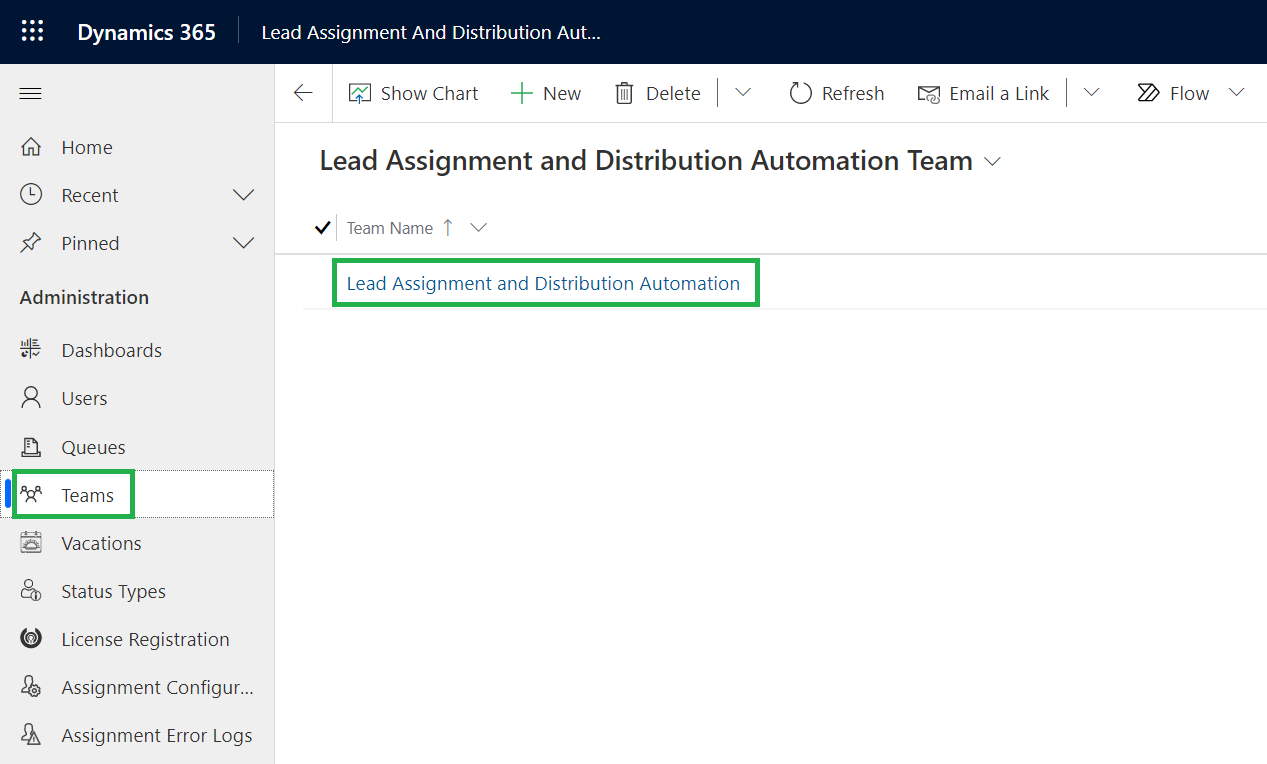 Dynamics 365
Lead Assignment And Distribution Aut...
Show Chart
New
Delete
Refresh
Email a Link
Flow
Home
Recent
Pinned
Administration
Dashboards
Users
Queues
Teams
Vacations
Status Types
License Registration
Assignment Configur...
Assignment Error Logs
Lead Assignment and Distribution Automation Team
Team Name
Lead Assignment and Distribution Automation